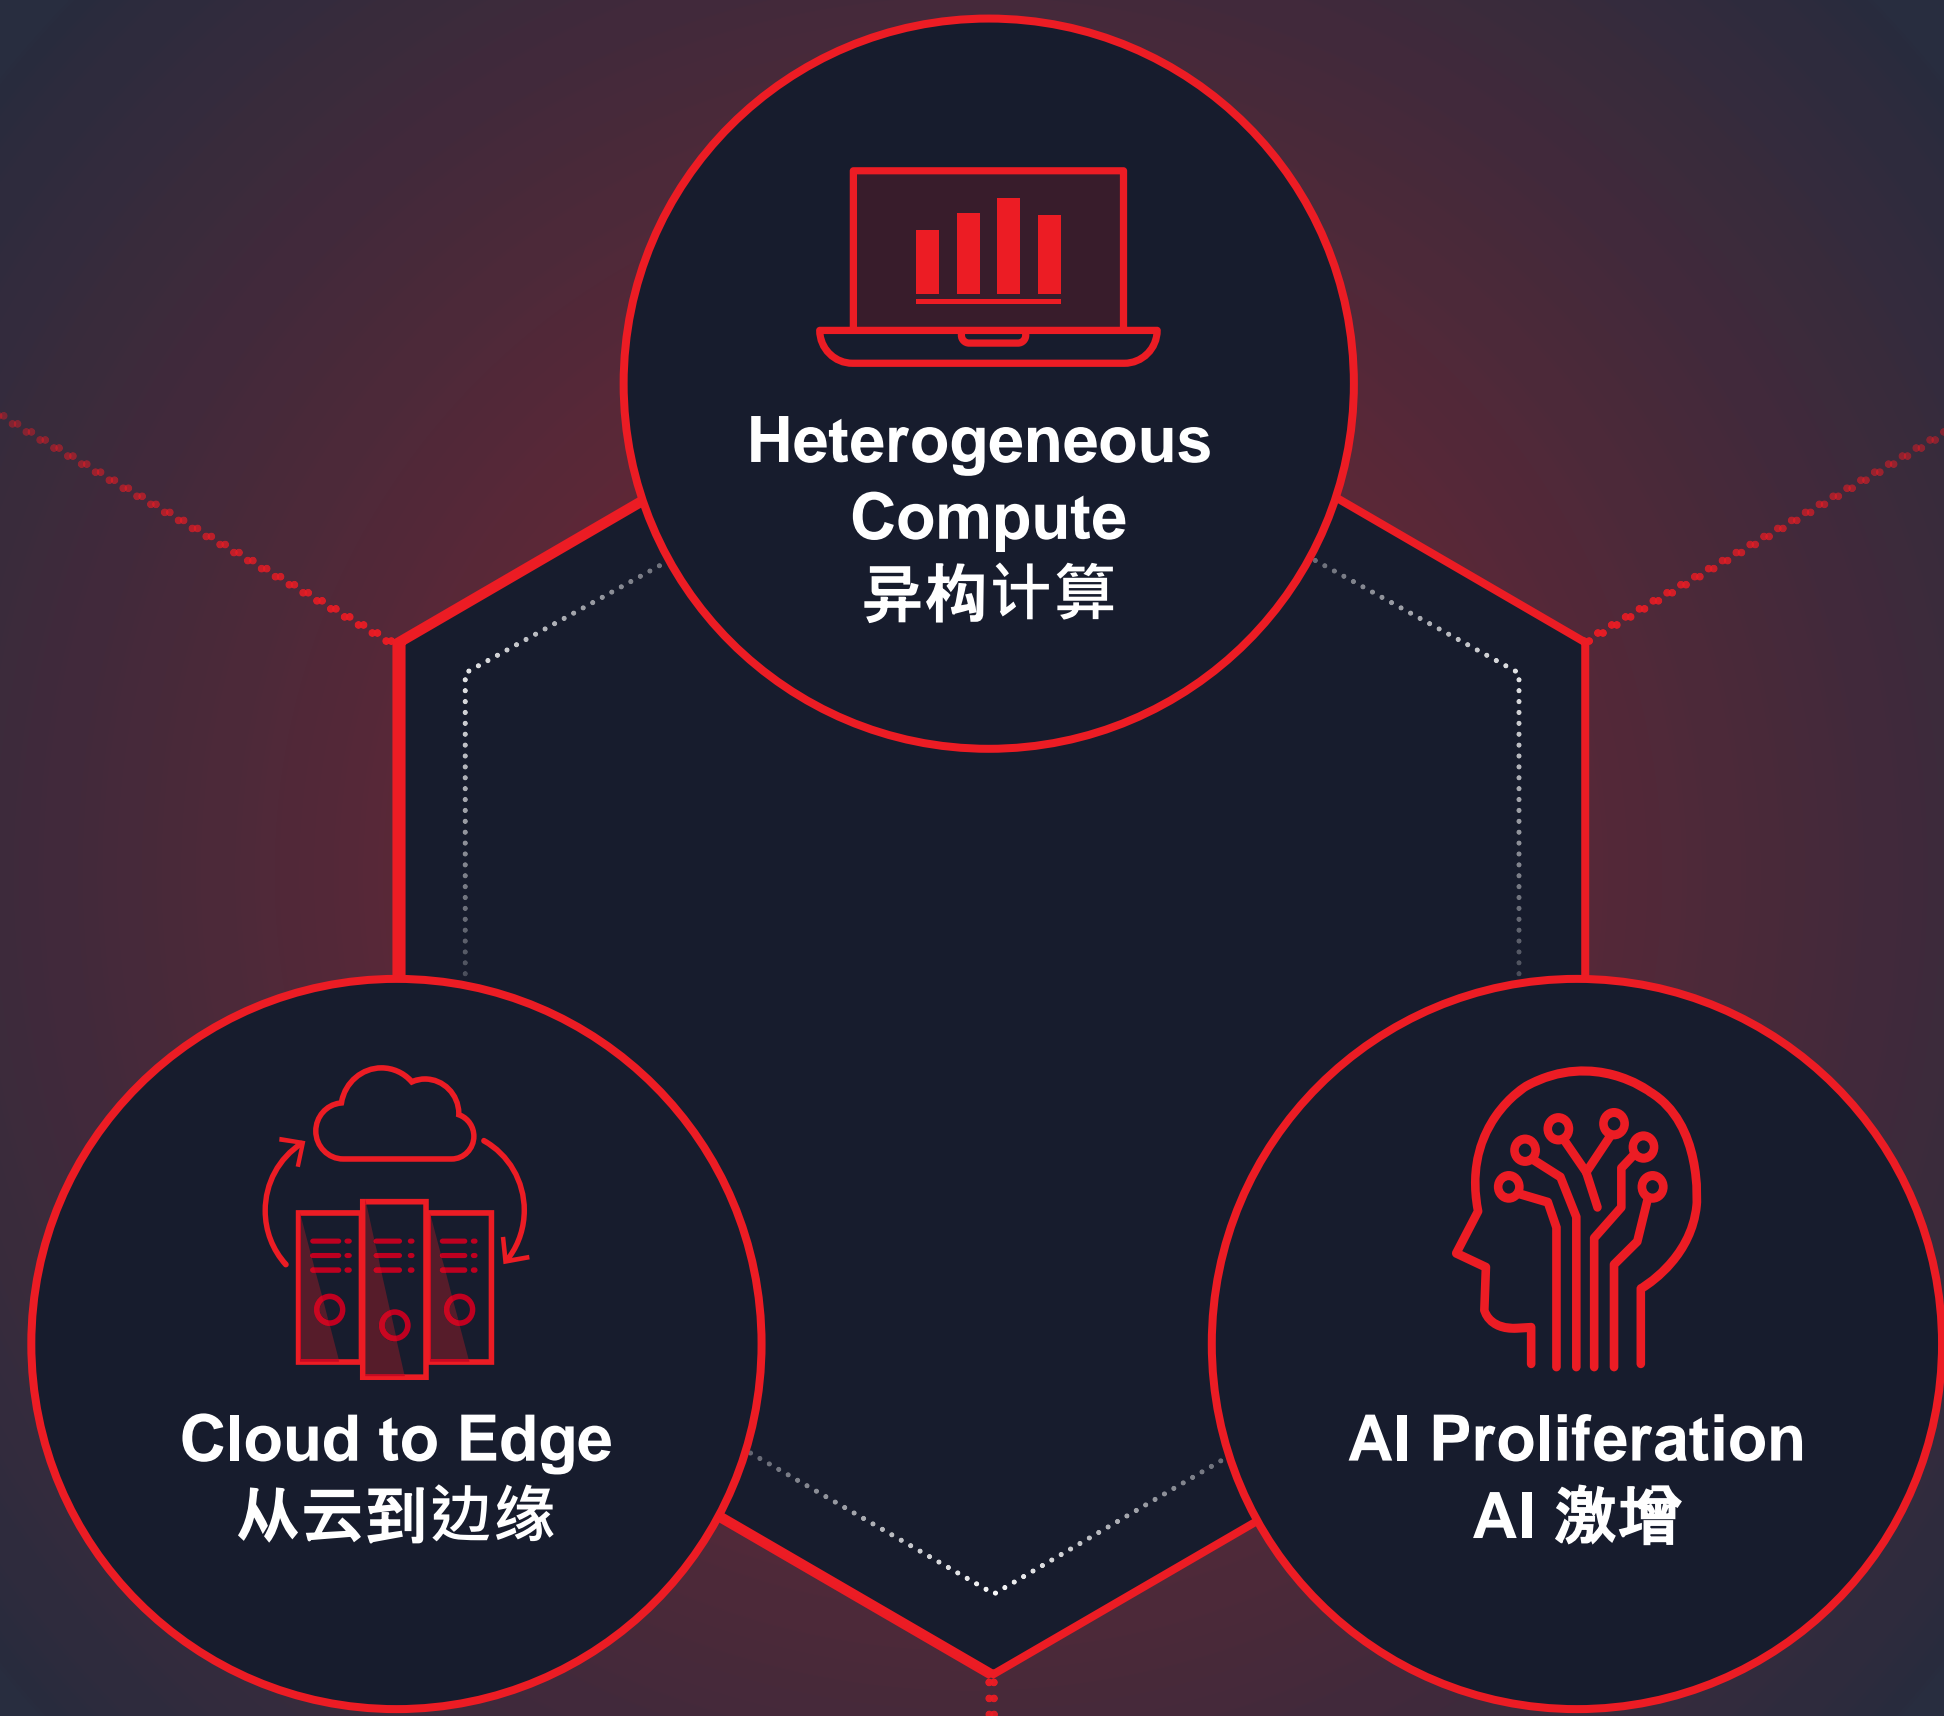 Heterogeneous
Compute
异构计算
Cloud to Edge
从云到边缘
AI Proliferation
AI 激增